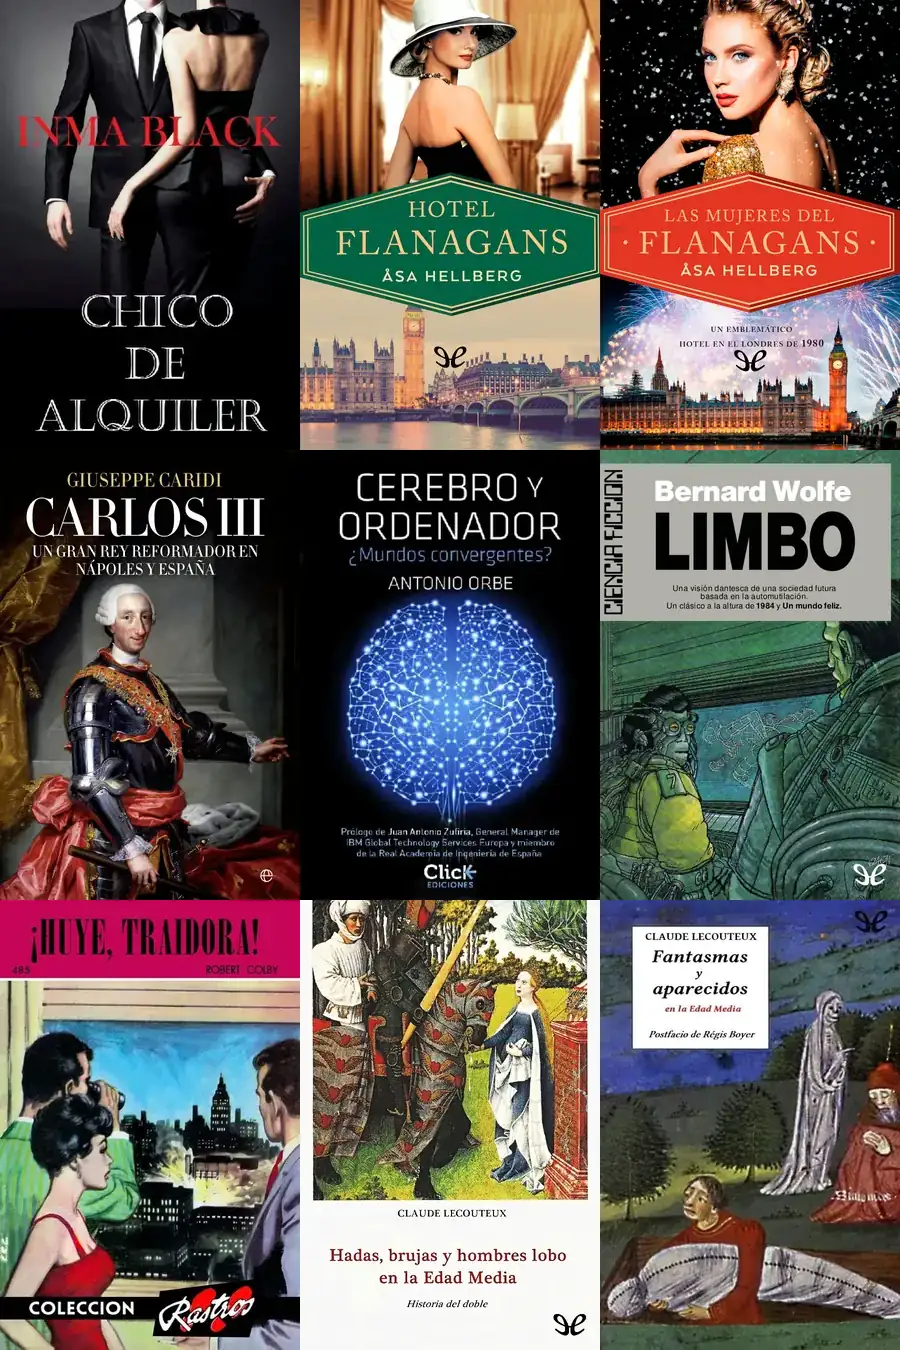 INMA BLACK
CHICO
DE
ALQUILER
HOTEL
FLANAGANS
ÅSA HELLBERG
LAS MUJERES DEL
· FLANAGANS ·
ÅSA HELLBERG
UN EMBLEMÁTICO
HOTEL EN EL LONDRES DE 1980
GIUSEPPE CARIDI
CARLOS III
UN GRAN REY REFORMADOR EN
NÁPOLES Y ESPAÑA
CEREBRO Y
ORDENADOR
¿Mundos convergentes?
ANTONIO ORBE
Prólogo de Juan Antonio Zufiria, General Manager de
IBM Global Technology Services Europa y miembro
de la Real Academia de Ingeniería de España
Click
EDICIONES
CIENCIA FICCION
Bernard Wolfe
LIMBO
Una visión dantesca de una sociedad futura
basada en la automutilación.
Un clásico a la altura de 1984 y Un mundo feliz.
7
¡HUYE, TRAIDORA!
485
ROBERT COLBY
COLECCION
Rastros
CLAUDE LECOUTEUX
Hadas, brujas y hombres lobo
en la Edad Media
Historia del doble
CLAUDE LECOUTEUX
Fantasmas
y
aparecidos
en la Edad Media
Postfacio de Régis Boyer